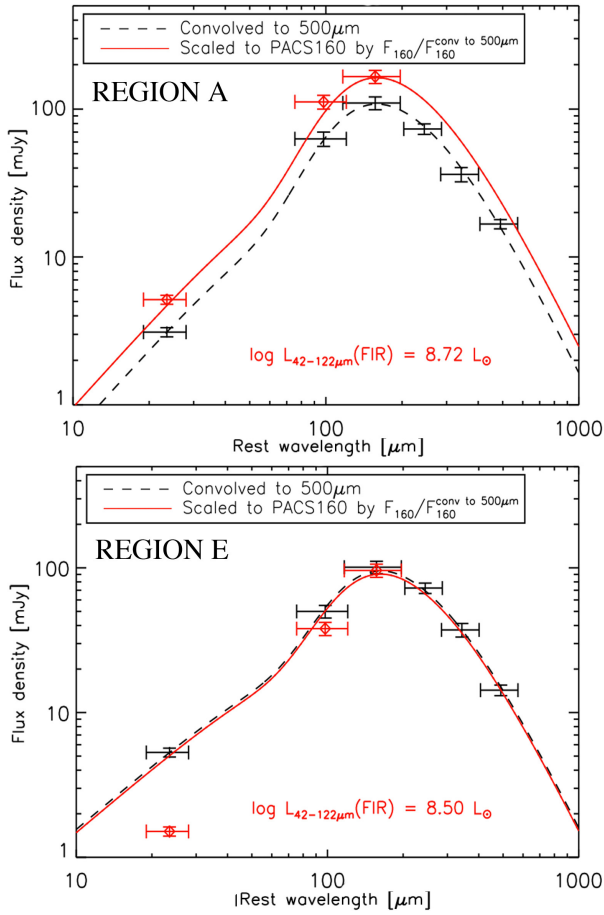 Convolved to 500μm
Scaled to PACS160 by F160/F160conv to 500μm
REGION A
100
10
1
Flux density [mJy]
log L42−122μm(FIR) = 8.72 L⊙
10
100
1000
Rest wavelength [μm]
Convolved to 500μm
Scaled to PACS160 by F160/F160conv to 500μm
REGION E
100
10
1
Flux density [mJy]
log L42−122μm(FIR) = 8.50 L⊙
10
100
1000
|Rest wavelength [μm]